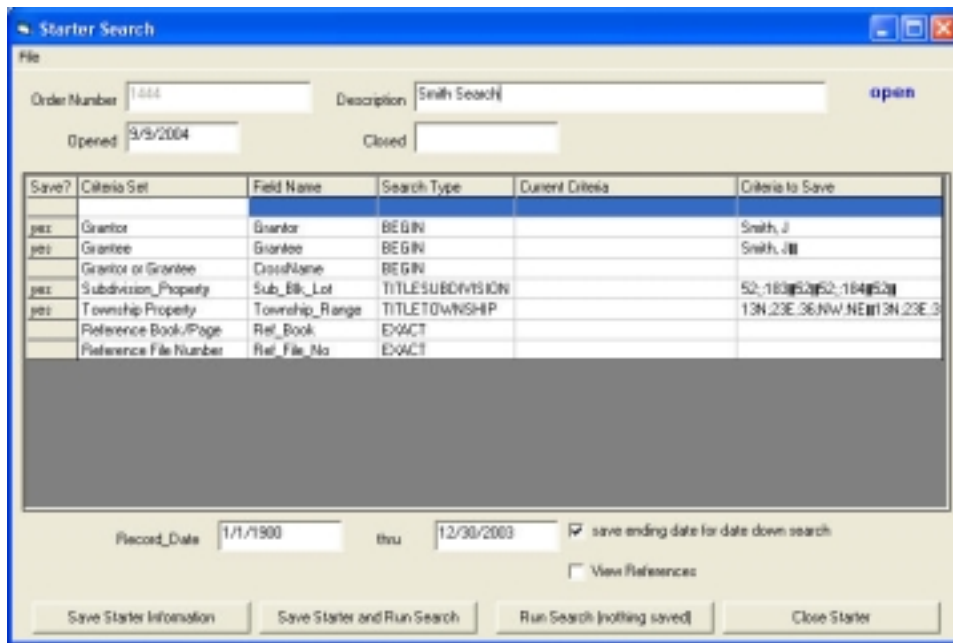 Starter Search
File
Order Number 1444 Description Smith Search open
Opened 9/9/2004 Closed
Save? Criteria Set Field Name Search Type Current Criteria Criteria to Save
yes Grantor Grantor BEGIN Smith, J
yes Grantee Grantee BEGIN Smith, J
Grantor or Grantee CrossName BEGIN
yes Subdivision_Property Sub_Blk_Lot TITLESUBDIVISION
yes Township Property Township_Range TITLETOWNSHIP
Reference Book/Page Ref_Book EXACT
Reference File Number Ref_File_No EXACT
Record_Date thru 12/30/2003 save ending date for date down search
View References
Save Starter Information Save Starter and Run Search Run Search (nothing saved) Close Starter